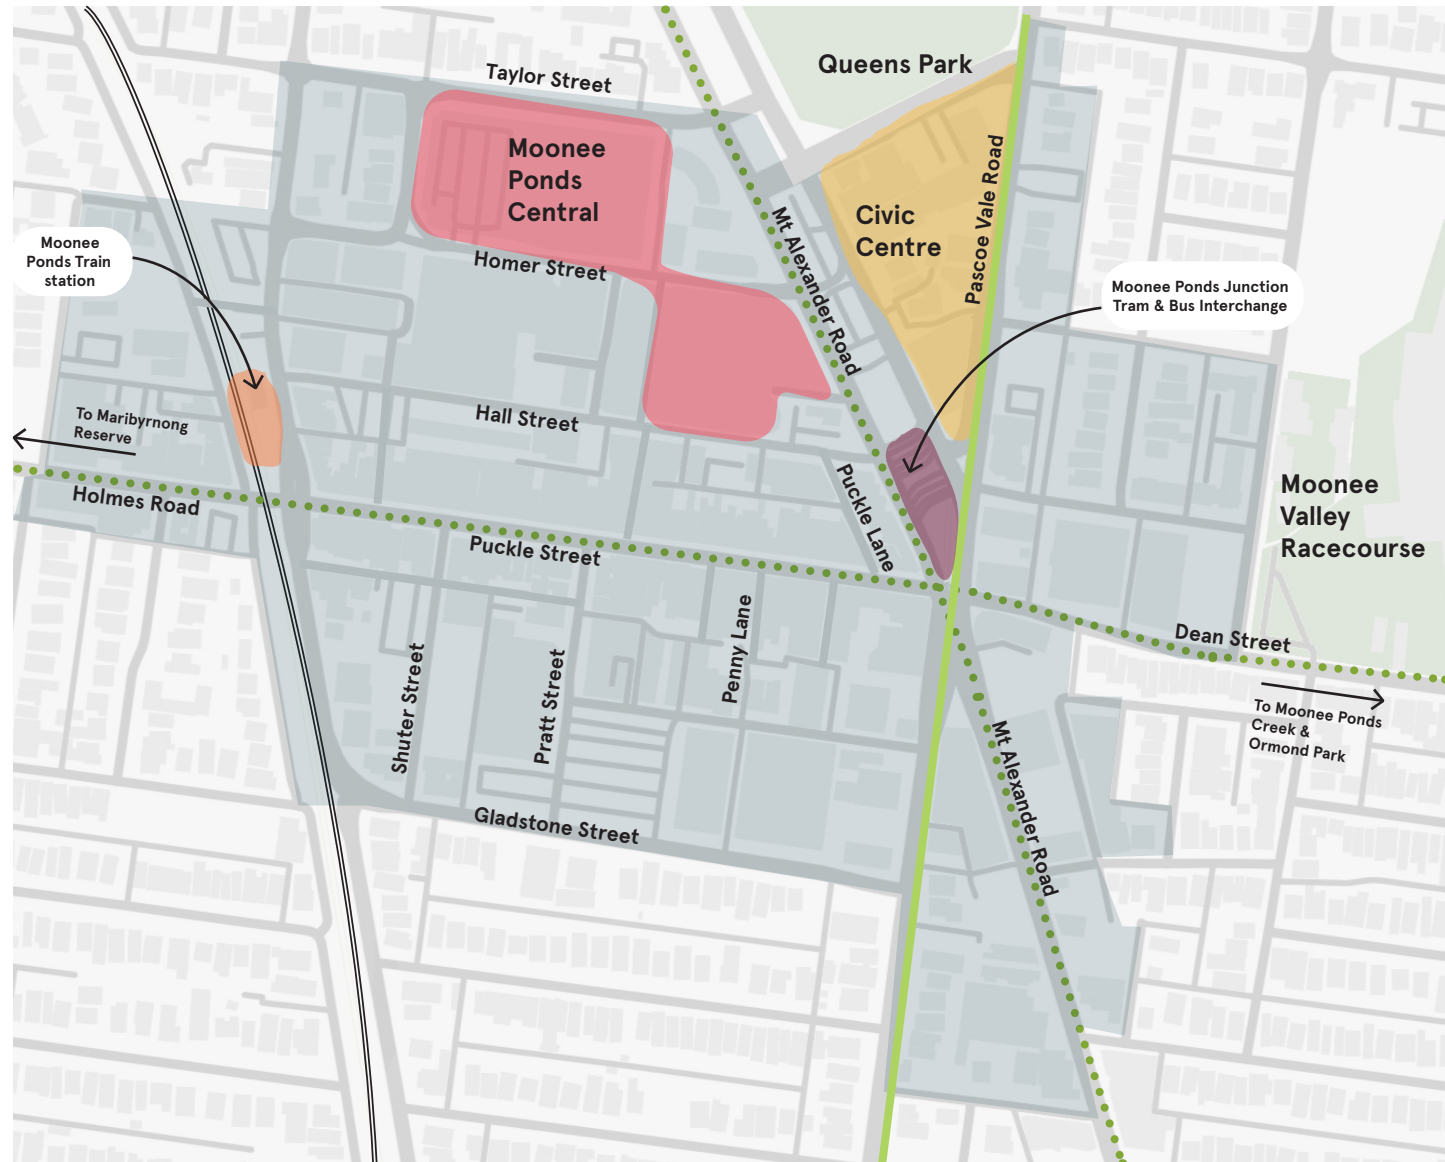 Queens Park
Taylor Street
Moonee
Ponds
Central
Pascoe Vale Road
Civic
Centre
Mt Alexander Road
Moonee
Ponds Train
station
Homer Street
Moonee Ponds Junction
Tram & Bus Interchange
To Maribyrnong
Reserve
Hall Street
Puckle Lane
Moonee
Valley
Racecourse
Holmes Road
Puckle Street
Dean Street
Shuter Street
Pratt Street
Penny Lane
To Moonee Ponds
Creek &
Ormond Park
Mt Alexander Road
Gladstone Street